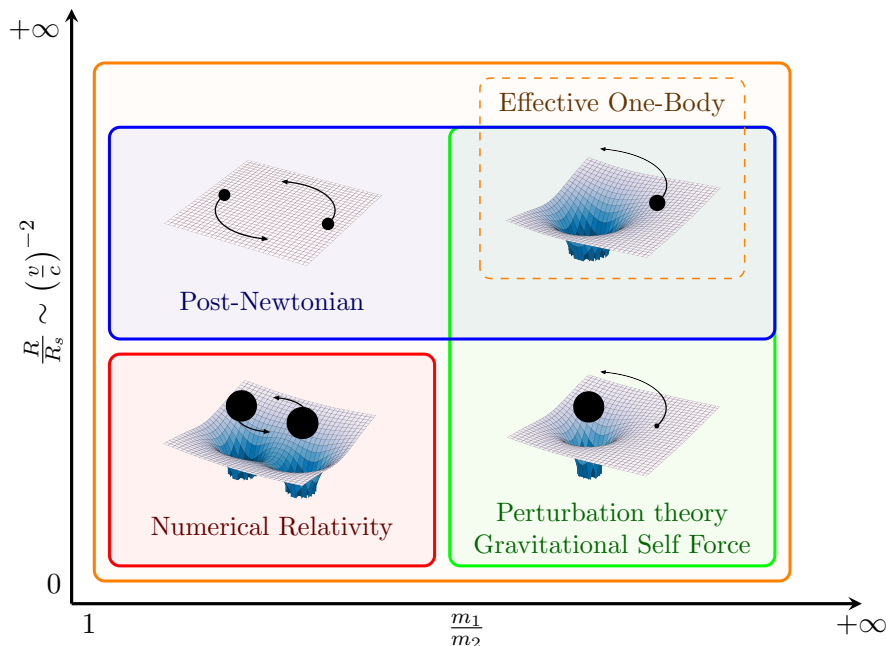 +∞
Effective One-Body
Post-Newtonian
R/R_s ∼ (v/c)^{-2}
Numerical Relativity
Perturbation theory
Gravitational Self Force
0
1
m_1/m_2
+∞